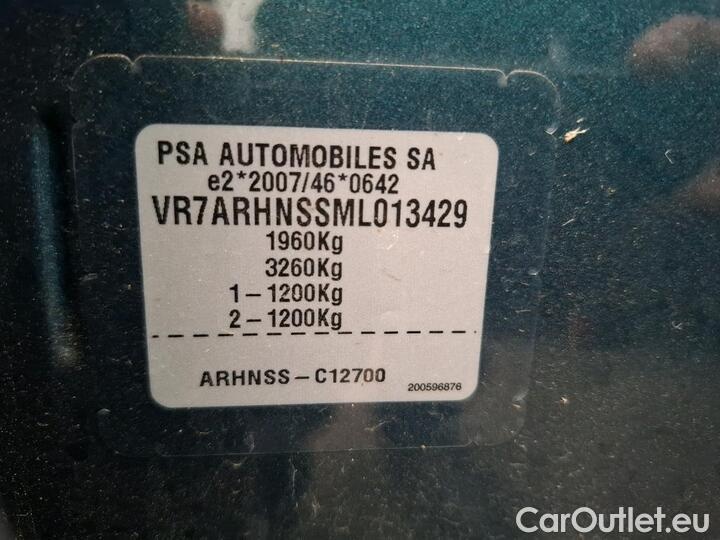 PSA AUTOMOBILES SA
e2*2007/46*0642
VR7ARHNSSML013429
1960Kg
3260Kg
1-1200Kg
2-1200Kg
ARHNSS-C12700
200596876
CarOutlet.eu